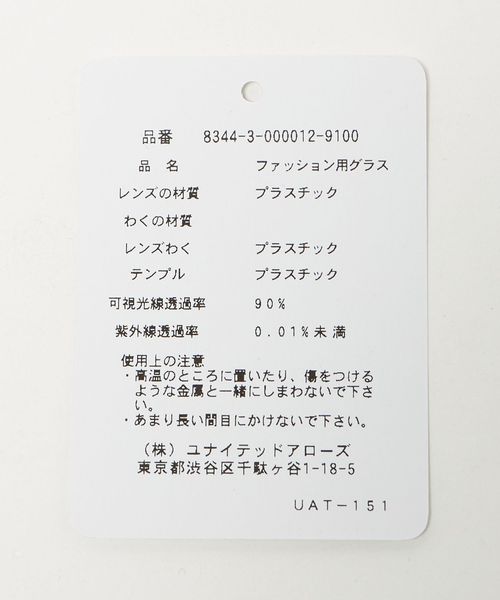 品番 8344-3-000012-9100
品名 ファッション用グラス
レンズの材質 プラスチック
わくの材質
レンズわく プラスチック
テンプル プラスチック
可視光線透過率 90%
紫外線透過率 0.01%未満
使用上の注意
・高温のところに置いたり、傷をつける
ような金属と一緒にしまわないで下さ
い。
・あまり長い間目にかけないで下さい。
(株)ユナイテッドアローズ
東京都渋谷区千駄ヶ谷1-18-5
UAT-151